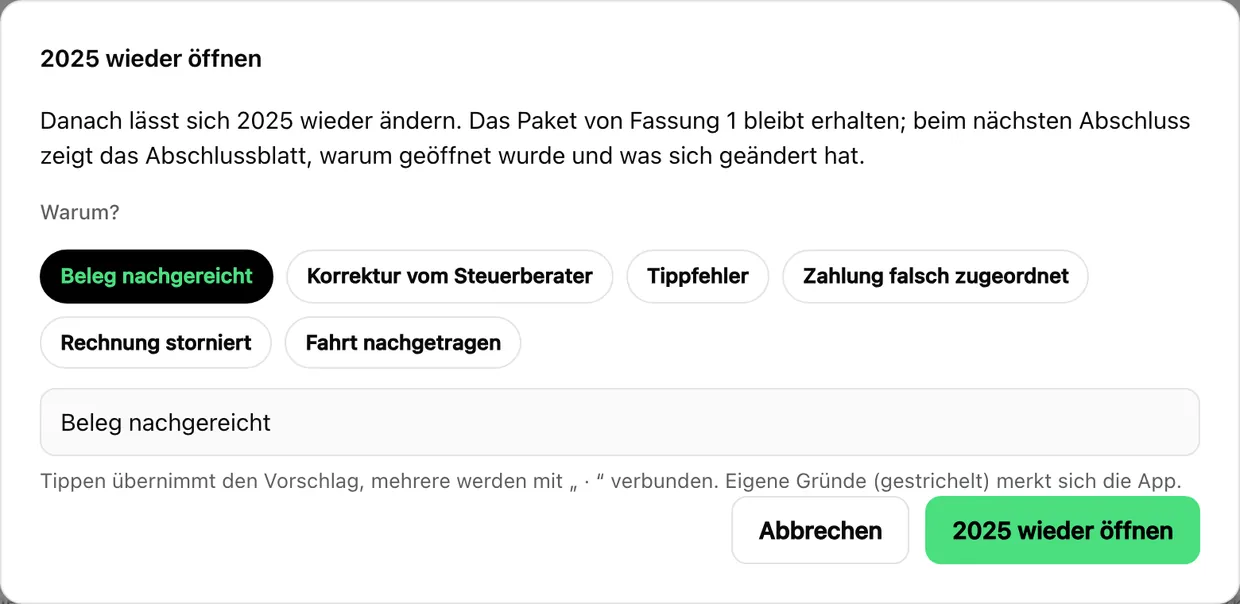 2025 wieder öffnen
Danach lässt sich 2025 wieder ändern. Das Paket von Fassung 1 bleibt erhalten; beim nächsten Abschluss
zeigt das Abschlussblatt, warum geöffnet wurde und was sich geändert hat.
Warum?
Beleg nachgereicht Korrektur vom Steuerberater Tippfehler Zahlung falsch zugeordnet
Rechnung storniert Fahrt nachgetragen
Beleg nachgereicht
Tippen übernimmt den Vorschlag, mehrere werden mit „ · “ verbunden. Eigene Gründe (gestrichelt) merkt sich die App.
Abbrechen 2025 wieder öffnen